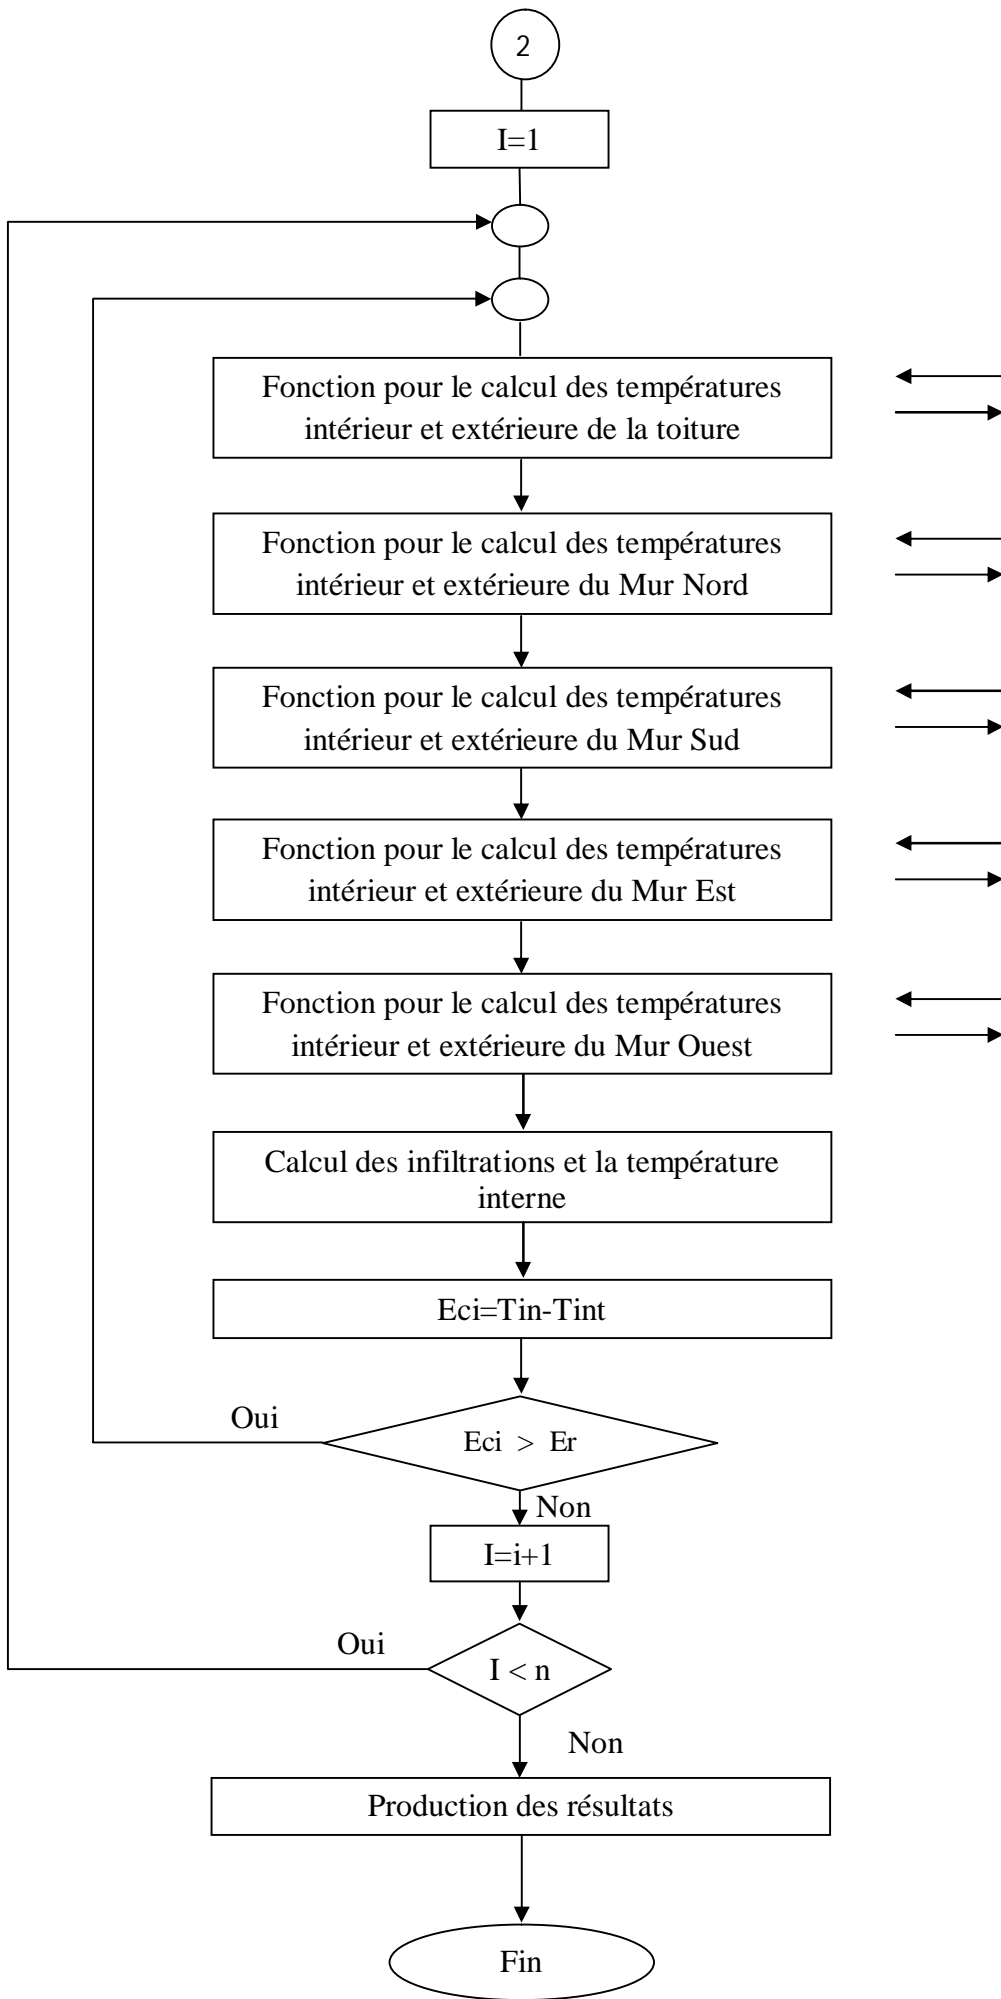 2
I=1
Fonction pour le calcul des températures
intérieur et extérieure de la toiture
Fonction pour le calcul des températures
intérieur et extérieure du Mur Nord
Fonction pour le calcul des températures
intérieur et extérieure du Mur Sud
Fonction pour le calcul des températures
intérieur et extérieure du Mur Est
Fonction pour le calcul des températures
intérieur et extérieure du Mur Ouest
Calcul des infiltrations et la température
interne
Eci=Tin-Tint
Oui
Eci > Er
Non
I=i+1
Oui
I < n
Non
Production des résultats
Fin